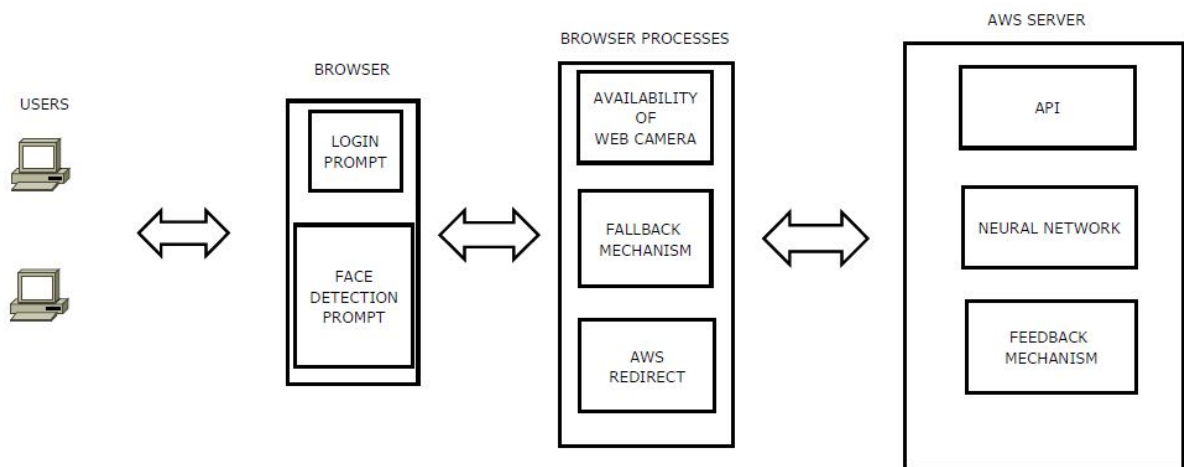 USERS
BROWSER
LOGIN
PROMPT
FACE
DETECTION
PROMPT
BROWSER PROCESSES
AVAILABILITY
OF
WEB CAMERA
FALLBACK
MECHANISM
AWS
REDIRECT
AWS SERVER
API
NEURAL NETWORK
FEEDBACK
MECHANISM